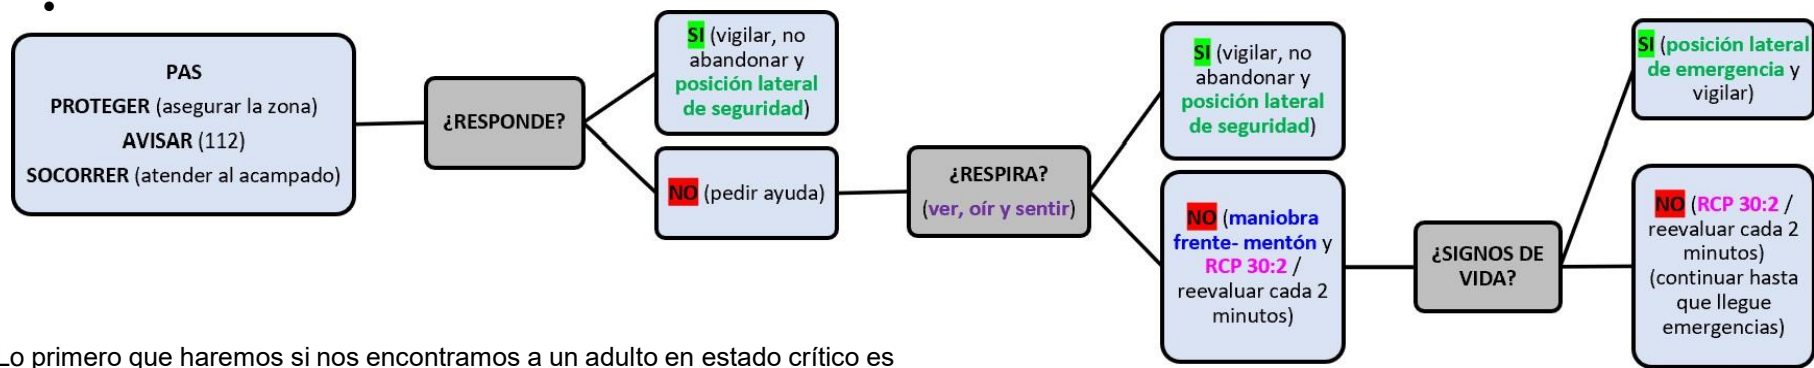 PAS
PROTEGER (asegurar la zona)
AVISAR (112)
SOCORRER (atender al acampado)
¿RESPONDE?
SI (vigilar, no
abandonar y
posición lateral
de seguridad)
NO (pedir ayuda)
¿RESPIRA?
(ver, oír y sentir)
SI (vigilar, no
abandonar y
posición lateral
de seguridad)
NO (maniobra
frente- mentón y
RCP 30:2 /
reevaluar cada 2
minutos)
¿SIGNOS DE
VIDA?
SI (posición lateral
de emergencia y
vigilar)
NO (RCP 30:2 /
reevaluar cada 2
minutos)
(continuar hasta
que llegue
emergencias)
Lo primero que haremos si nos encontramos a un adulto en estado crítico es